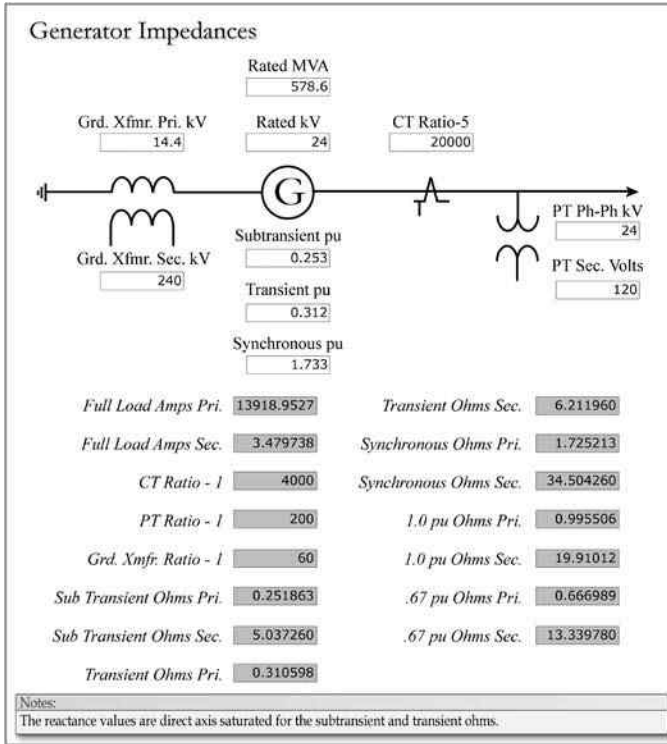 Generator Impedances
Rated MVA
578.6
Grd. Xfmr. Pri. kV
14.4
Rated kV
24
CT Ratio-5
20000
G
PT Ph-Ph kV
24
Subtransient pu
0.253
Grd. Xfmr. Sec. kV
240
PT Sec. Volts
120
Transient pu
0.312
Synchronous pu
1.733
Full Load Amps Pri. 13918.9527
Full Load Amps Sec. 3.479738
CT Ratio - 1 4000
PT Ratio - 1 200
Grd. Xmfr. Ratio - 1 60
Sub Transient Ohms Pri. 0.251863
Sub Transient Ohms Sec. 5.037260
Transient Ohms Pri. 0.310598
Transient Ohms Sec. 6.211960
Synchronous Ohms Pri. 1.725213
Synchronous Ohms Sec. 34.504260
1.0 pu Ohms Pri. 0.995506
1.0 pu Ohms Sec. 19.91012
.67 pu Ohms Pri. 0.666989
.67 pu Ohms Sec. 13.339780
Notes:
The reactance values are direct axis saturated for the subtransient and transient ohms.